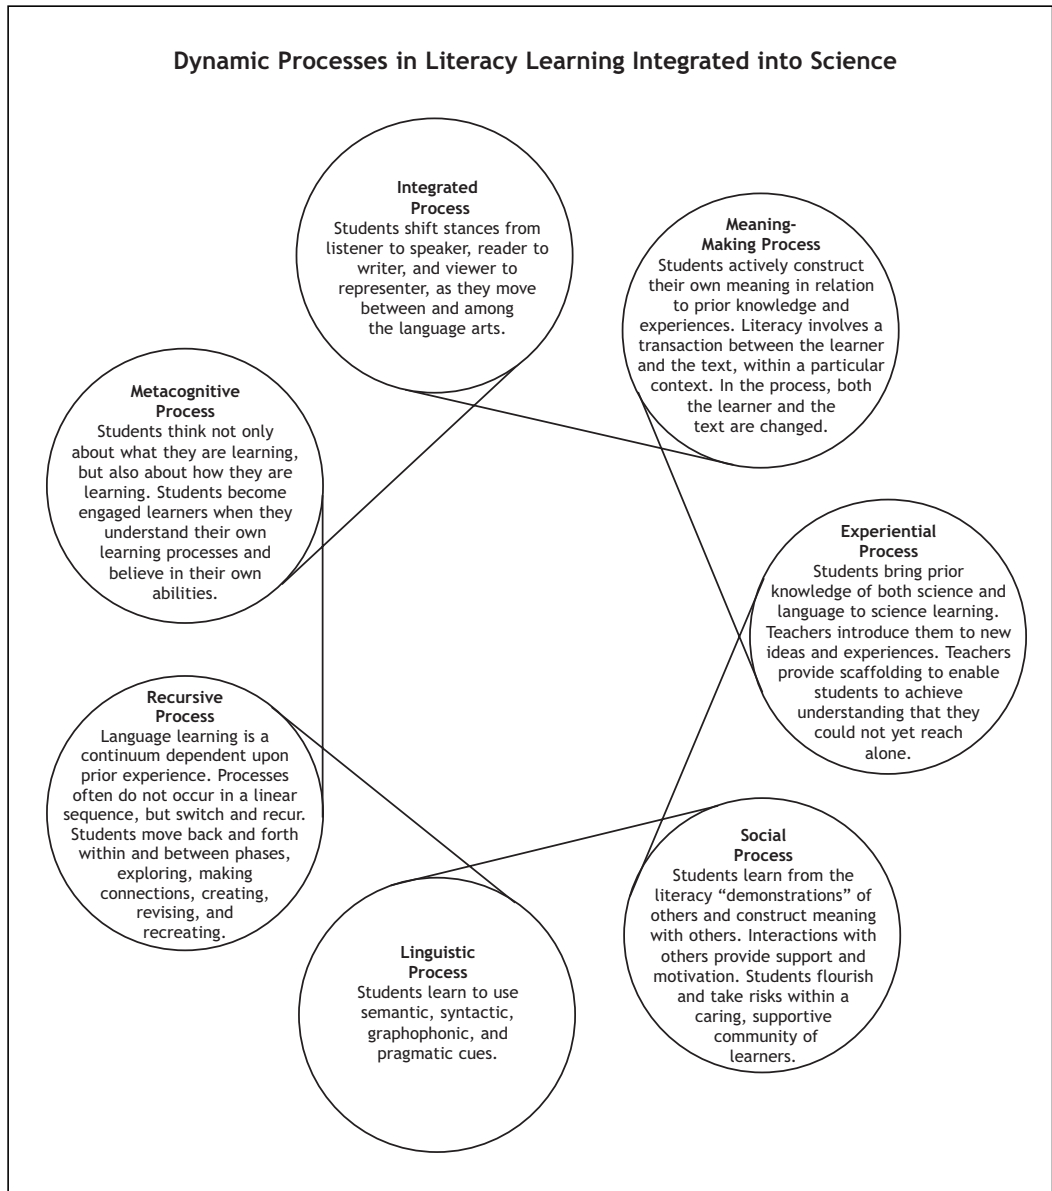 Dynamic Processes in Literacy Learning Integrated into Science
Integrated
Process
Students shift stances from
listener to speaker, reader to
writer, and viewer to
representer, as they move
between and among
the language arts.
Meaning-
Making Process
Students actively construct
their own meaning in relation
to prior knowledge and
experiences. Literacy involves a
transaction between the learner
and the text, within a particular
context. In the process, both
the learner and the
text are changed.
Experiential
Process
Students bring prior
knowledge of both science and
language to science learning.
Teachers introduce them to new
ideas and experiences. Teachers
provide scaffolding to enable
students to achieve
understanding that they
could not yet reach
alone.
Social
Process
Students learn from the
literacy “demonstrations” of
others and construct meaning
with others. Interactions with
others provide support and
motivation. Students flourish
and take risks within a
caring, supportive
community of
learners.
Linguistic
Process
Students learn to use
semantic, syntactic,
graphophonic, and
pragmatic cues.
Recursive
Process
Language learning is a
continuum dependent upon
prior experience. Processes
often do not occur in a linear
sequence, but switch and recur.
Students move back and forth
within and between phases,
exploring, making
connections, creating,
revising, and
recreating.
Metacognitive
Process
Students think not only
about what they are learning,
but also about how they are
learning. Students become
engaged learners when they
understand their own
learning processes and
believe in their own
abilities.